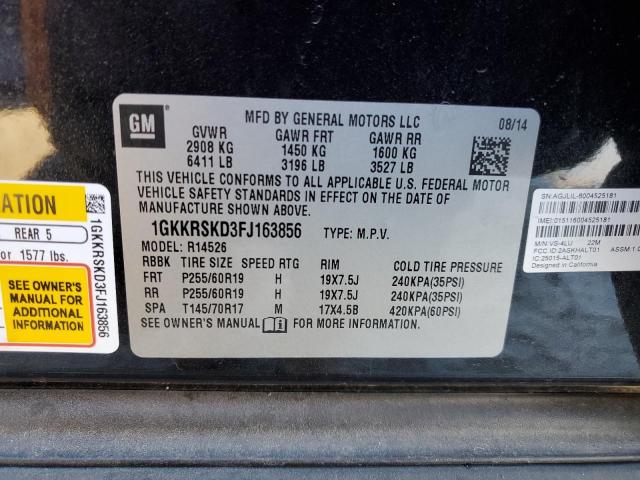 GM
MFD BY GENERAL MOTORS LLC 08/14
GVWR GAWR FRT GAWR RR
2908 KG 1450 KG 1600 KG
6411 LB 3196 LB 3527 LB
THIS VEHICLE CONFORMS TO ALL APPLICABLE U.S. FEDERAL MOTOR
VEHICLE SAFETY STANDARDS IN EFFECT ON THE DATE OF
MANUFACTURE SHOWN ABOVE.
1GKKRSKD3FJ163856 TYPE: M.P.V.
MODEL: R14526
RBBK TIRE SIZE SPEED RTG RIM COLD TIRE PRESSURE
FRT P255/60R19 H 19X7.5J 240KPA(35PSI)
RR P255/60R19 H 19X7.5J 240KPA(35PSI)
SPA T145/70R17 M 17X4.5B 420KPA(60PSI)
SEE OWNER'S MANUAL i FOR MORE INFORMATION.
REAR 5
or 1577 lbs.
SEE OWNER'S
MANUAL FOR
ADDITIONAL
INFORMATION
1GKKRSKD3FJ163856
SN:AGJLIL-6004525181
IMEI:015116004525181
M/N:VS-4LU 22M
FCC ID:2ASKHALT01
IC:25015-ALT01
Designed in California